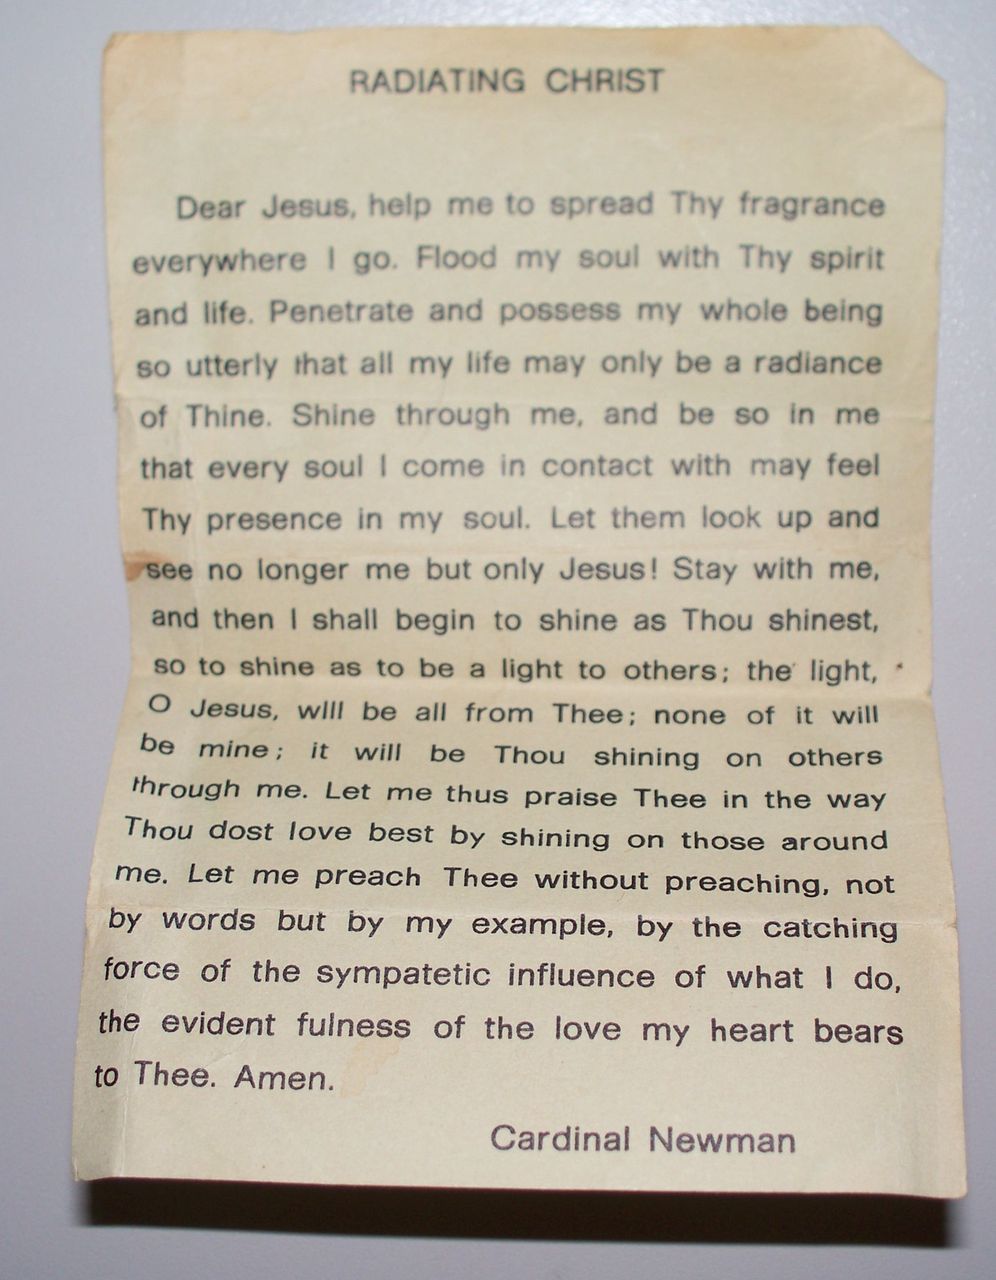 RADIATING CHRIST
Dear Jesus, help me to spread Thy fragrance
everywhere I go. Flood my soul with Thy spirit
and life. Penetrate and possess my whole being
so utterly that all my life may only be a radiance
of Thine. Shine through me, and be so in me
that every soul I come in contact with may feel
Thy presence in my soul. Let them look up and
see no longer me but only Jesus! Stay with me,
and then I shall begin to shine as Thou shinest,
so to shine as to be a light to others; the light,
O Jesus, will be all from Thee; none of it will
be mine; it will be Thou shining on others
through me. Let me thus praise Thee in the way
Thou dost love best by shining on those around
me. Let me preach Thee without preaching, not
by words but by my example, by the catching
force of the sympatetic influence of what I do,
the evident fulness of the love my heart bears
to Thee. Amen.
Cardinal Newman